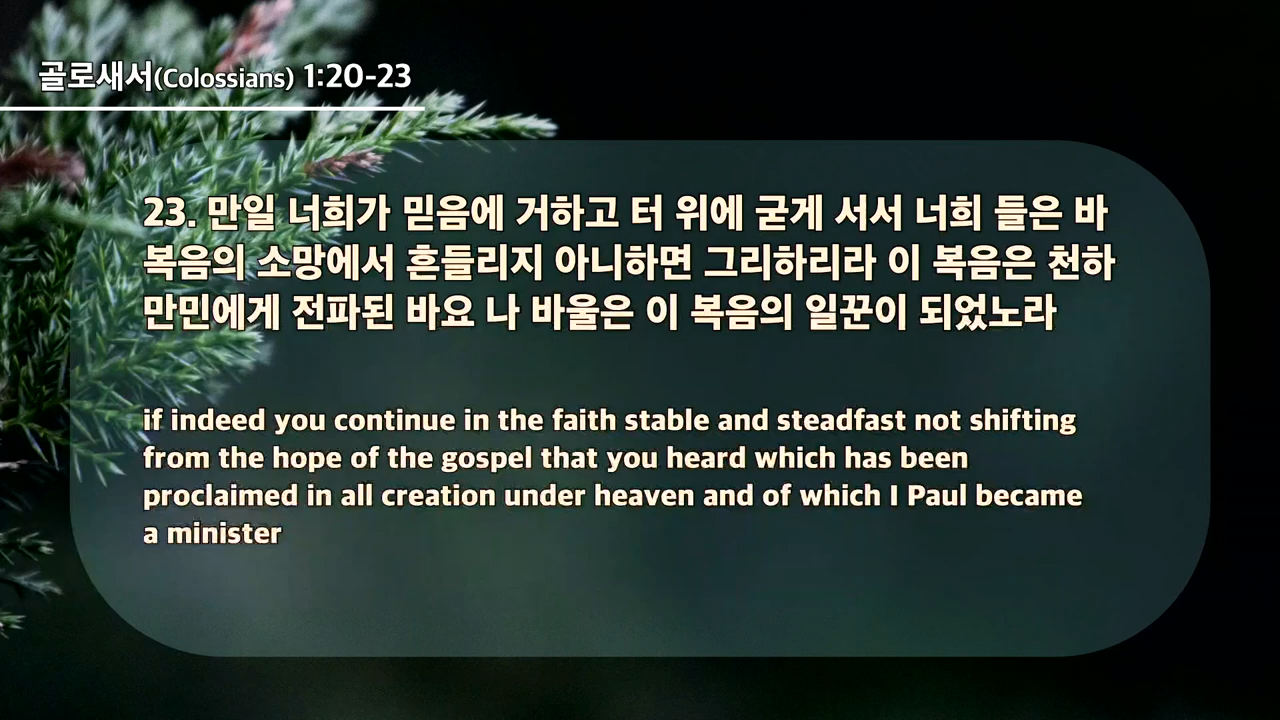 골로새서(Colossians) 1:20-23
23. 만일 너희가 믿음에 거하고 터 위에 굳게 서서 너희 들은 바
복음의 소망에서 흔들리지 아니하면 그리하리라 이 복음은 천하
만민에게 전파된 바요 나 바울은 이 복음의 일꾼이 되었노라
if indeed you continue in the faith stable and steadfast not shifting
from the hope of the gospel that you heard which has been
proclaimed in all creation under heaven and of which I Paul became
a minister